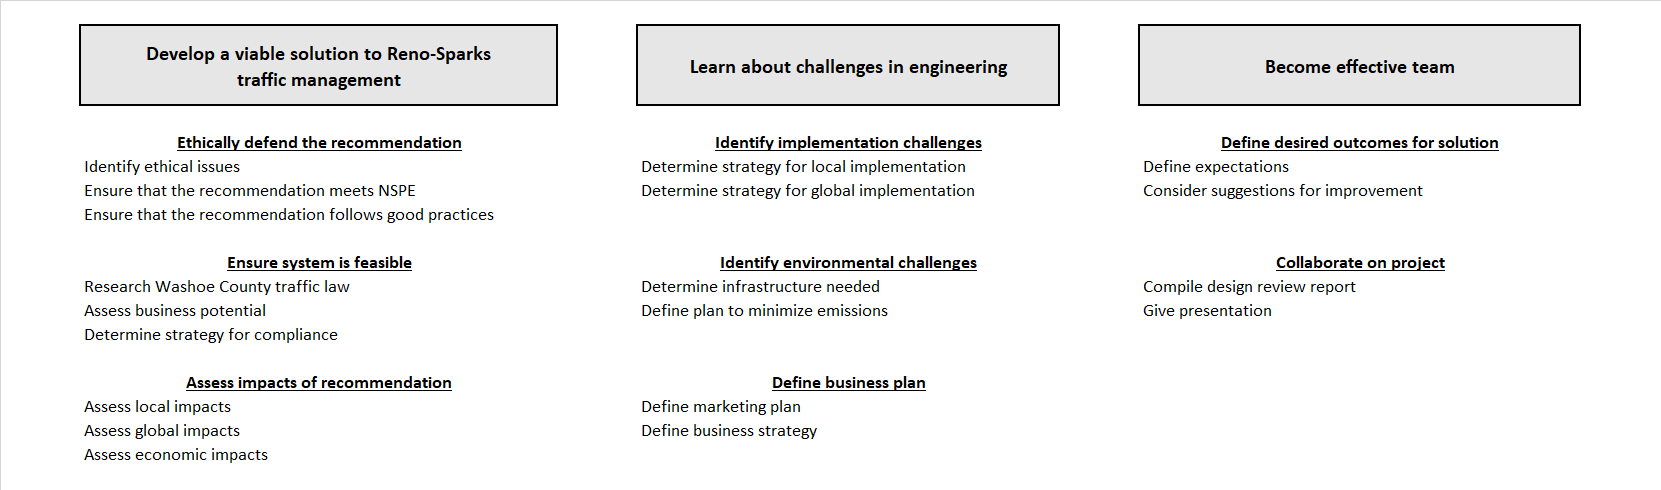 Develop a viable solution to Reno-Sparks
traffic management
Ethically defend the recommendation
Identify ethical issues
Ensure that the recommendation meets NSPE
Ensure that the recommendation follows good practices
Ensure system is feasible
Research Washoe County traffic law
Assess business potential
Determine strategy for compliance
Assess impacts of recommendation
Assess local impacts
Assess global impacts
Assess economic impacts
Learn about challenges in engineering
Identify implementation challenges
Determine strategy for local implementation
Determine strategy for global implementation
Identify environmental challenges
Determine infrastructure needed
Define plan to minimize emissions
Define business plan
Define marketing plan
Define business strategy
Become effective team
Define desired outcomes for solution
Define expectations
Consider suggestions for improvement
Collaborate on project
Compile design review report
Give presentation